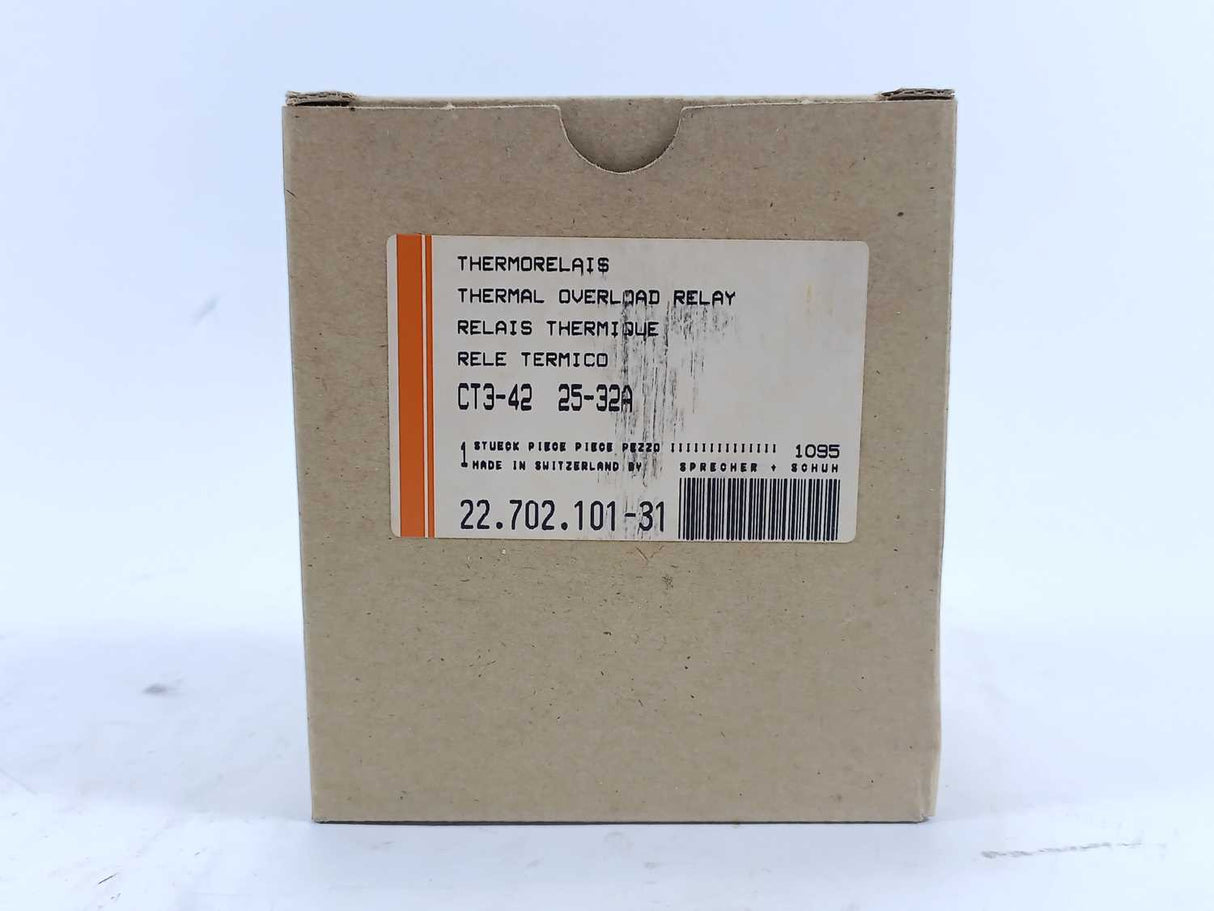 THERMORELAIS
THERMAL OVERLOAD RELAY
RELAIS THERMIQUE
RELE TERMICO
CT3-42 25-32A
1 STUECK PIECE PIECE PEZZO IIIIIIIIIIIIII 1095
MADE IN SWITZERLAND BY SPRECHER + SCHUH
22.702.101-31